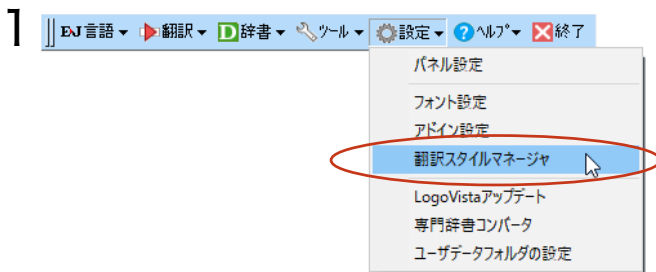 1
EJ 言語▼ 翻訳▼ D 辞書▼ ツール▼ 設定▼ ? ヘルプ▼ 終了
パネル設定
フォント設定
アドイン設定
翻訳スタイルマネージャ
LogoVistaアップデート
専門辞書コンバータ
ユーザデータフォルダの設定